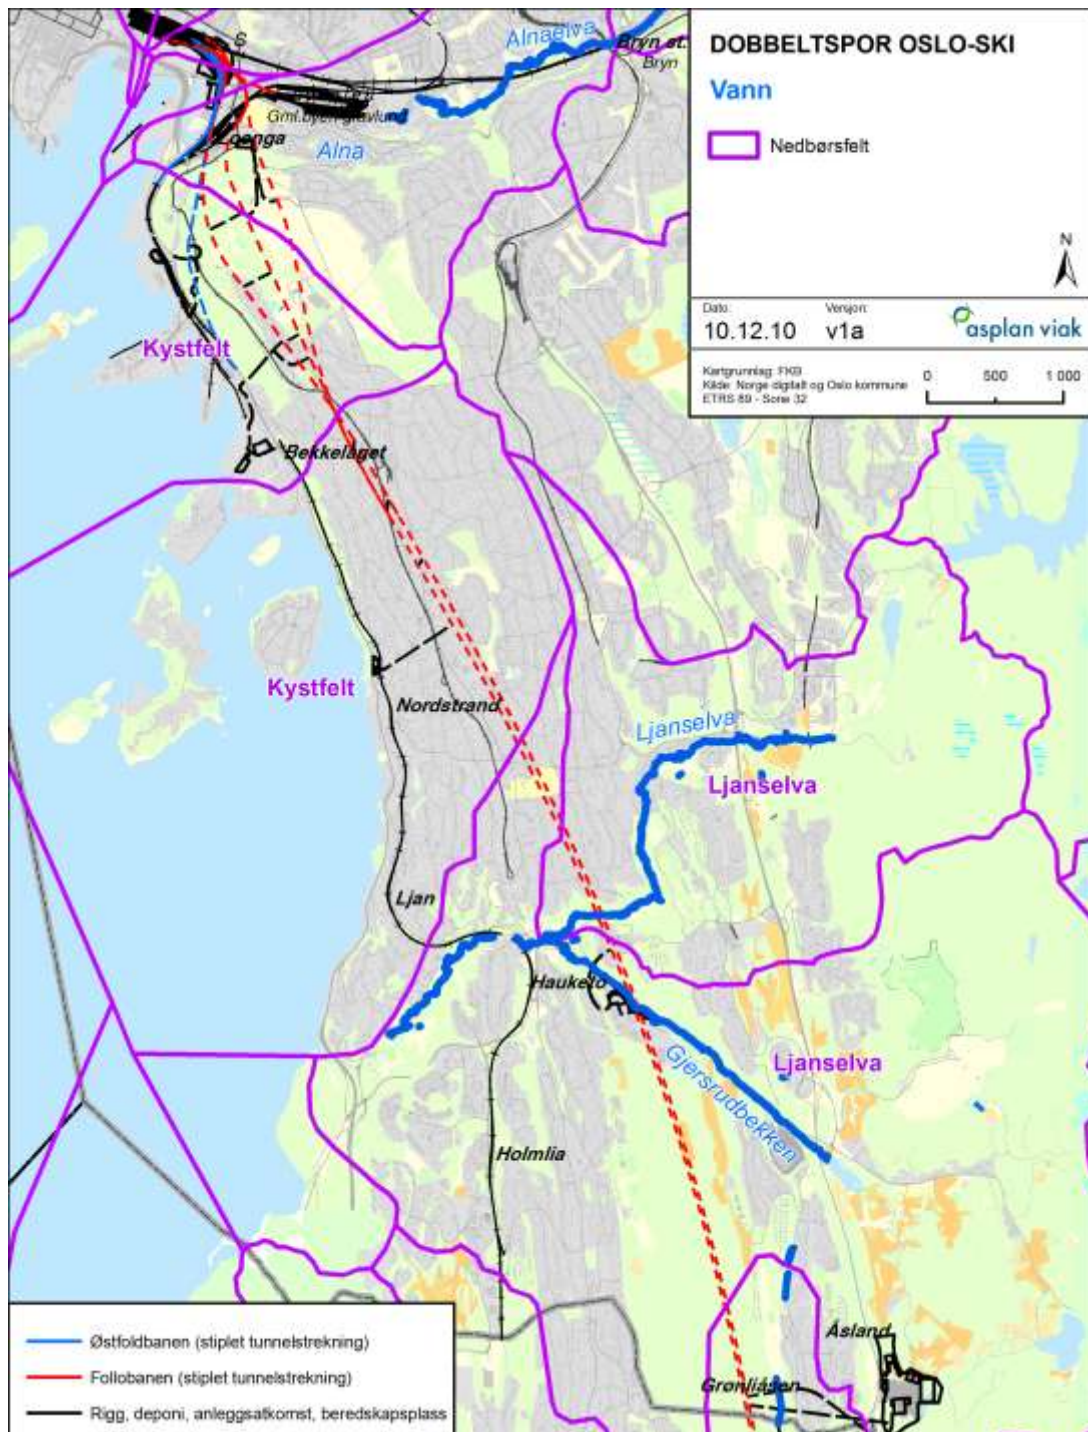 DOBBELTSPOR OSLO-SKI
Vann
Nedbørsfelt
N
Dato:
Versjon:
10.12.10
v1a
asplan viak
Kartgrunnlag: FKB
Kilde: Norge digitalt og Oslo kommune
ETRS 89 - Sone 32
0 500 1 000
S
Alnaelva
Bryn st.
Bryn
Gml.byen gravlund
Loenga
Alna
Kystfelt
Bekkelaget
Kystfelt
Nordstrand
Ljanselva
Ljanselva
Ljan
Hauketo
Ljanselva
Gjersrudbekken
Holmlia
Åsland
Grønliåsen
Østfoldbanen (stiplet tunnelstrekning)
Follobanen (stiplet tunnelstrekning)
Rigg, deponi, anleggsatkomst, beredskapsplass